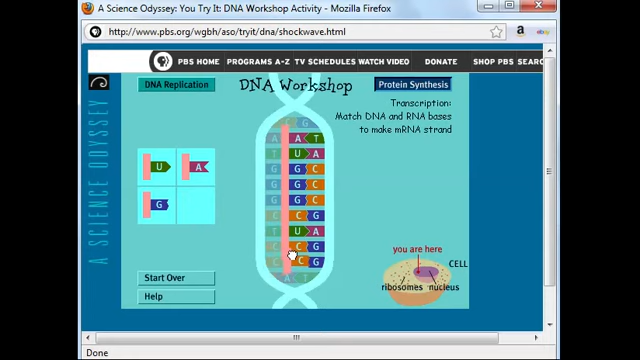 A Science Odyssey: You Try It: DNA Workshop Activity - Mozilla Firefox
http://www.pbs.org/wgbh/aso/tryit/dna/shockwave.html
PBS
PBS HOME PROGRAMS A-Z TV SCHEDULES WATCH VIDEO DONATE SHOP PBS SEARC
DNA Replication
DNA Workshop
Protein Synthesis
Transcription:
Match DNA and RNA bases
to make mRNA strand
A SCIENCE ODYSSEY
C G
A A T
T U A
G G C
G G C
G G C
C C G
T U A
C C G
C C G
A T
U A
G
you are here
CELL
ribosomes nucleus
Start Over
Help
Done